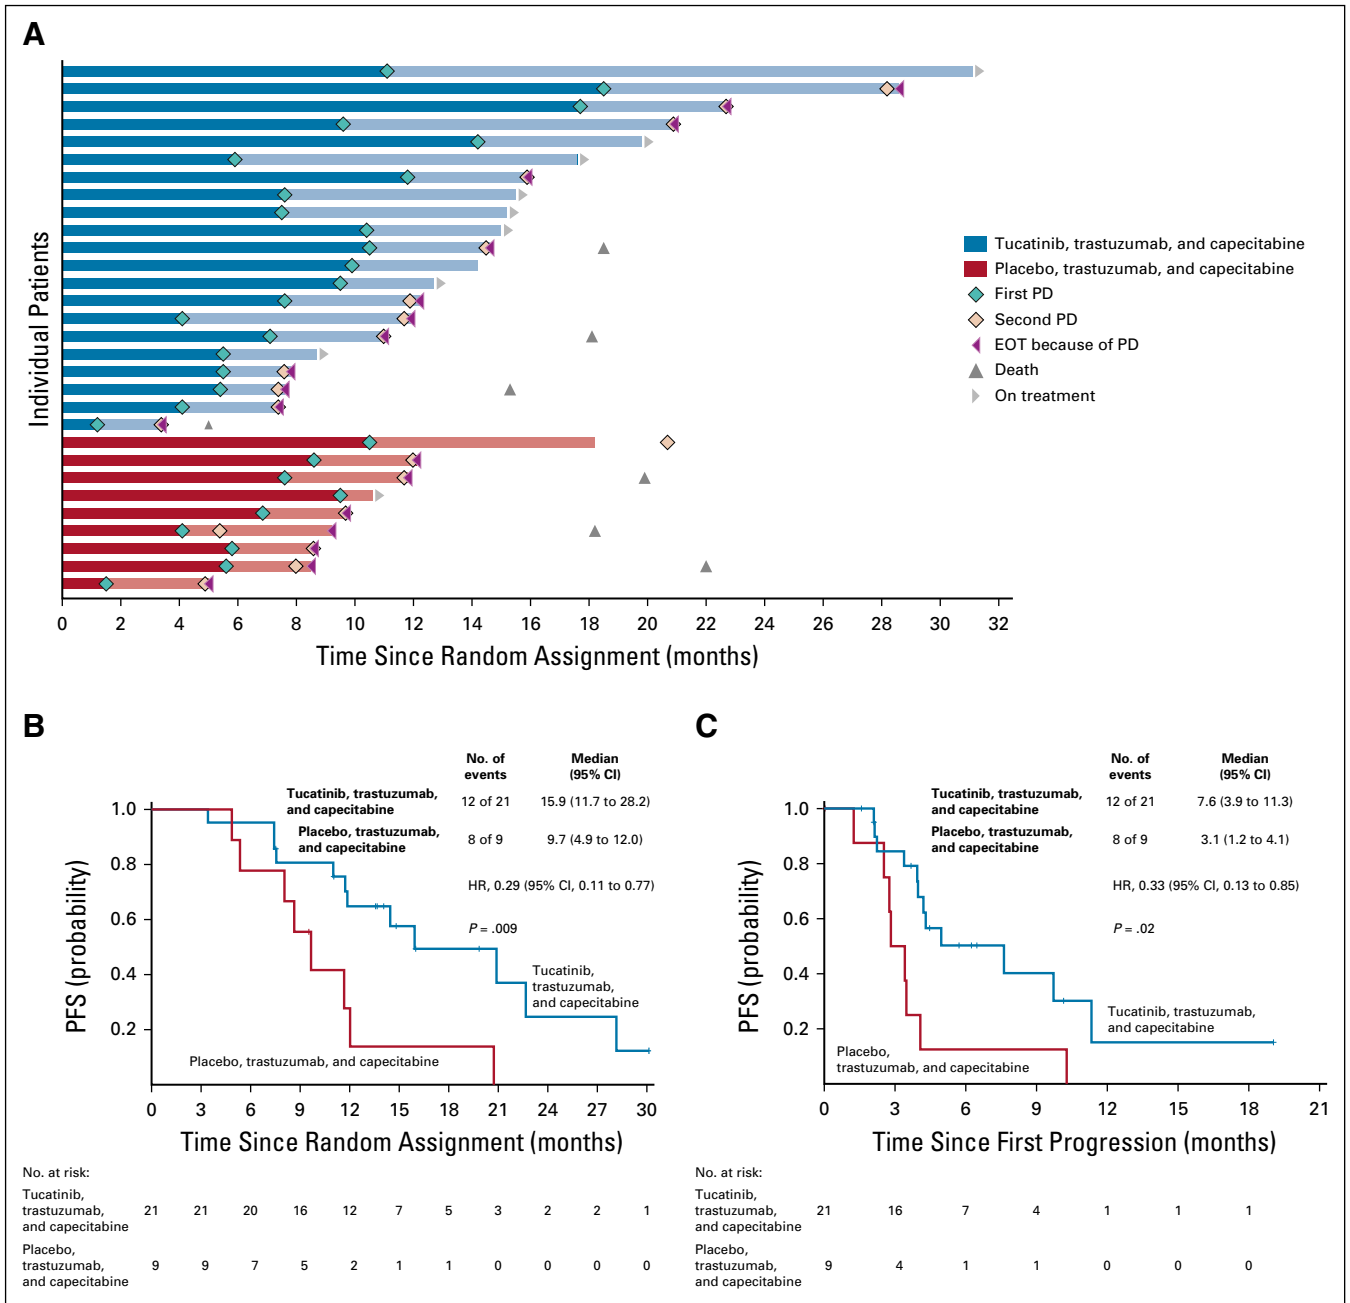 A
Individual Patients
Tucatinib, trastuzumab, and capecitabine
Placebo, trastuzumab, and capecitabine
First PD
Second PD
EOT because of PD
Death
On treatment
0 2 4 6 8 10 12 14 16 18 20 22 24 26 28 30 32
Time Since Random Assignment (months)
B
No. of events
Median (95% CI)
Tucatinib, trastuzumab,
and capecitabine
12 of 21 15.9 (11.7 to 28.2)
Placebo, trastuzumab,
and capecitabine
8 of 9 9.7 (4.9 to 12.0)
HR, 0.29 (95% CI, 0.11 to 0.77)
P = .009
PFS (probability)
1.0
0.8
0.6
0.4
0.2
Tucatinib,
trastuzumab,
and capecitabine
Placebo, trastuzumab, and capecitabine
0 3 6 9 12 15 18 21 24 27 30
Time Since Random Assignment (months)
No. at risk:
Tucatinib,
trastuzumab,
and capecitabine
21 21 20 16 12 7 5 3 2 2 1
Placebo,
trastuzumab,
and capecitabine
9 9 7 5 2 1 1 0 0 0 0
C
No. of events
Median (95% CI)
Tucatinib, trastuzumab,
and capecitabine
12 of 21 7.6 (3.9 to 11.3)
Placebo, trastuzumab,
and capecitabine
8 of 9 3.1 (1.2 to 4.1)
HR, 0.33 (95% CI, 0.13 to 0.85)
P = .02
PFS (probability)
1.0
0.8
0.6
0.4
0.2
Tucatinib, trastuzumab,
and capecitabine
Placebo,
trastuzumab, and capecitabine
0 3 6 9 12 15 18 21
Time Since First Progression (months)
No. at risk:
Tucatinib,
trastuzumab,
and capecitabine
21 16 7 4 1 1 1
Placebo,
trastuzumab,
and capecitabine
9 4 1 1 0 0 0